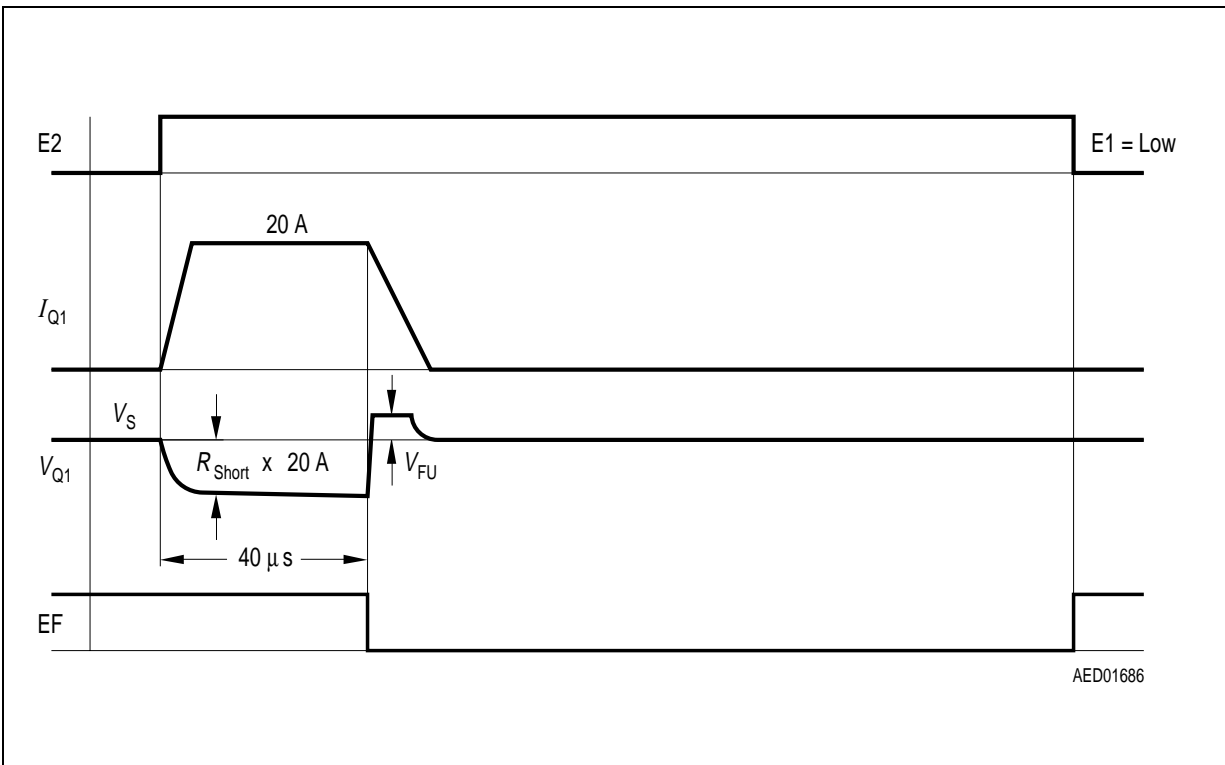 E2
E1 = Low
20 A
IQ1
VS
VQ1
RShort x 20 A
VFU
40 μs
EF
AED01686